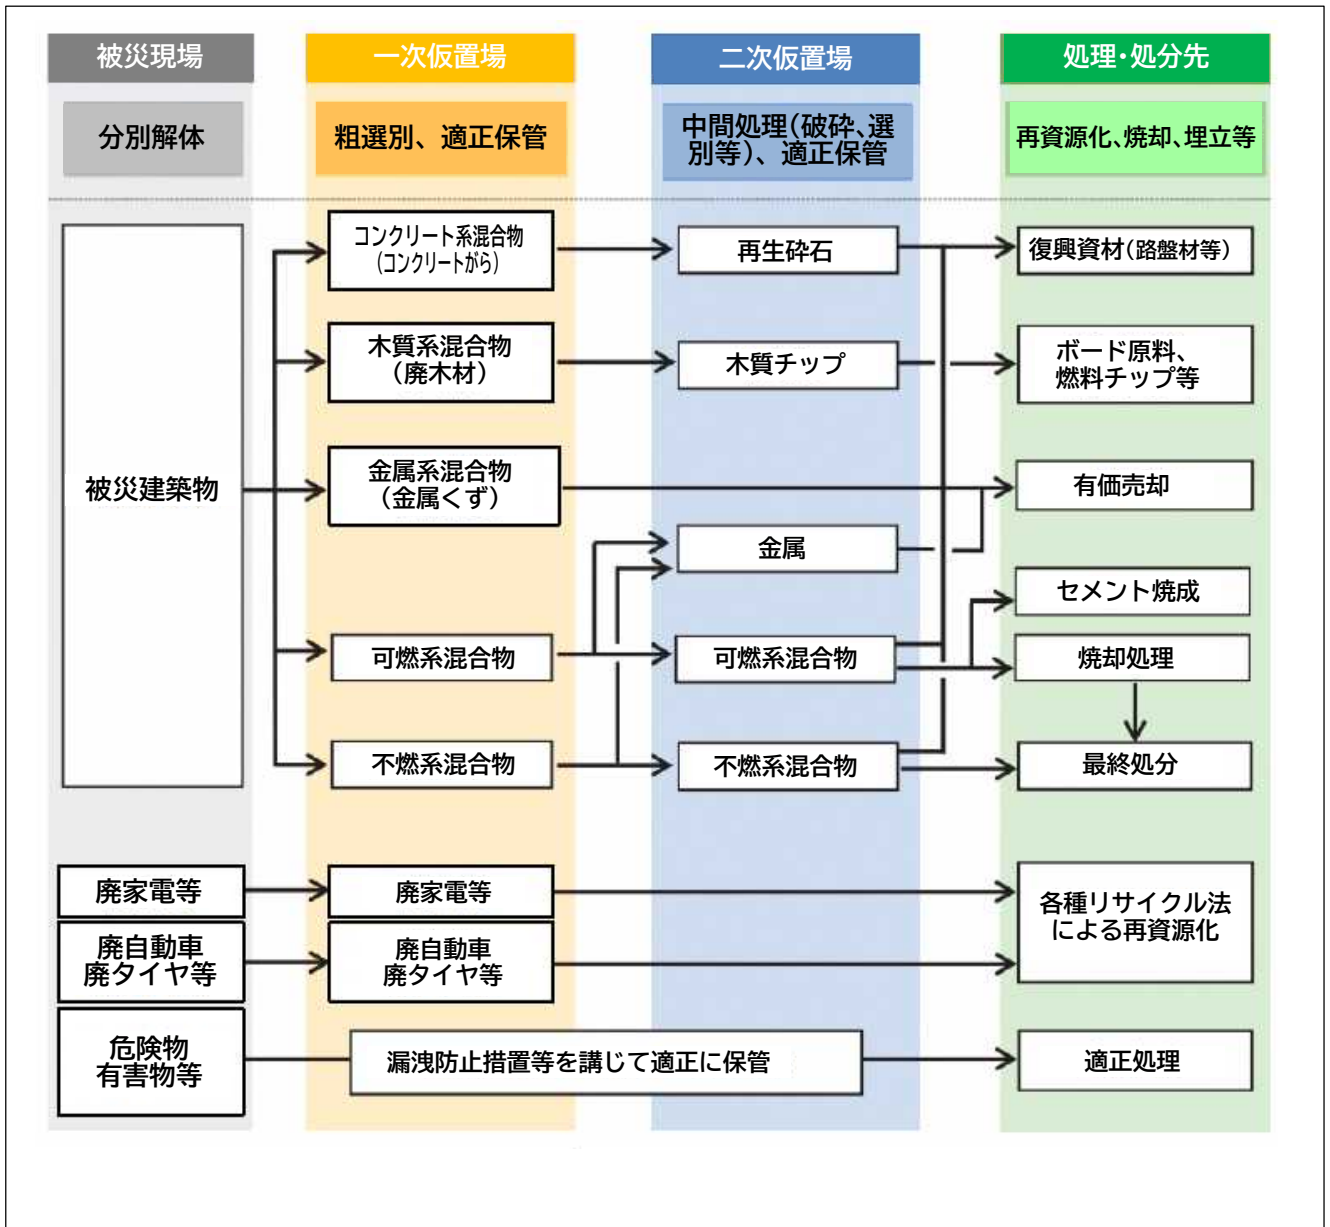 被災現場
一次仮置場
二次仮置場
処理・処分先
分別解体
粗選別、適正保管
中間処理(破砕、選
別等)、適正保管
再資源化、焼却、埋立等
コンクリート系混合物
(コンクリートがら)
再生砕石
復興資材(路盤材等)
木質系混合物
(廃木材)
木質チップ
ボード原料、
燃料チップ等
被災建築物
金属系混合物
(金属くず)
有価売却
金属
セメント焼成
可燃系混合物
可燃系混合物
焼却処理
不燃系混合物
不燃系混合物
最終処分
廃家電等
廃家電等
各種リサイクル法
による再資源化
廃自動車
廃タイヤ等
廃自動車
廃タイヤ等
危険物
有害物等
漏洩防止措置等を講じて適正に保管
適正処理